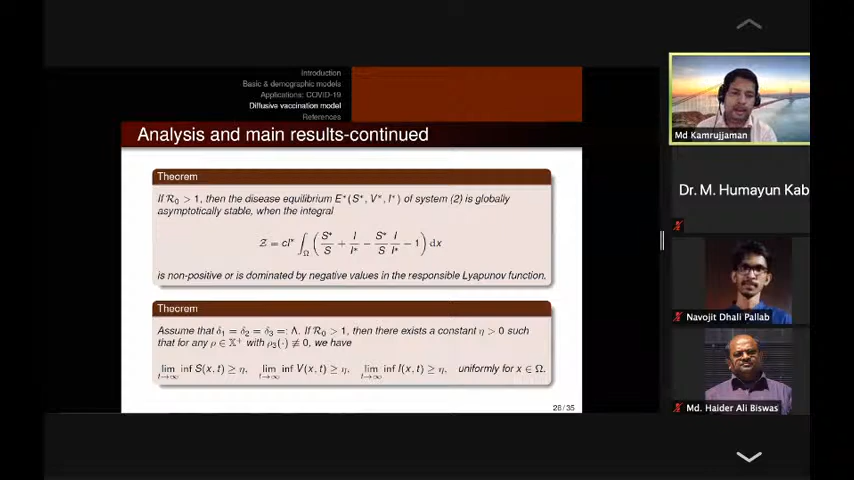 Introduction
Basic & demographic models
Applications: COVID-19
Diffusive vaccination model
References
Analysis and main results-continued
Theorem
If R₀ > 1, then the disease equilibrium E*(S*, V*, I*) of system (2) is globally
asymptotically stable, when the integral
Z = cI* ∫_Ω (S*/S + I/I* − S*/S I/I* − 1) dx
is non-positive or is dominated by negative values in the responsible Lyapunov function.
Theorem
Assume that δ₁ = δ₂ = δ₃ =: Λ. If R₀ > 1, then there exists a constant η > 0 such
that for any ρ ∈ X⁺ with ρ₃(·) ≢ 0, we have
lim inf S(x, t) ≥ η, lim inf V(x, t) ≥ η, lim inf I(x, t) ≥ η, uniformly for x ∈ Ω.
t→∞ t→∞ t→∞
28/35
Md Kamrujjaman
Dr. M. Humayun Kab
Navojit Dhali Pallab
Md. Haider Ali Biswas